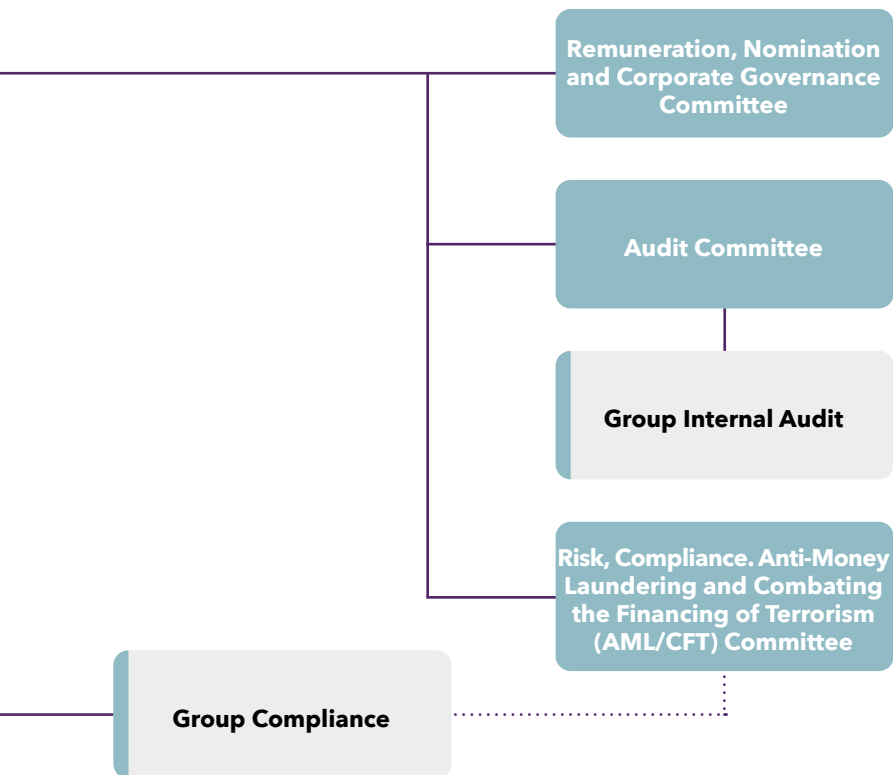 Remuneration, Nomination
and Corporate Governance
Committee
Audit Committee
Group Internal Audit
Risk, Compliance. Anti-Money
Laundering and Combating
the Financing of Terrorism
(AML/CFT) Committee
Group Compliance